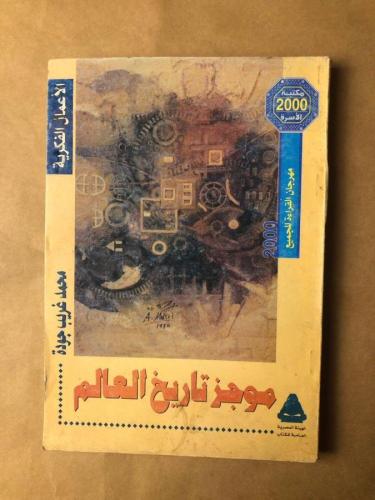 مكتبة
2000
الأسرة
مهرجان القراءة للجميع
2000
الأعمال الفكرية
محمد غريب جودة
A. Morsi
موجز تاريخ العالم
الهيئة المصرية
العامة للكتاب